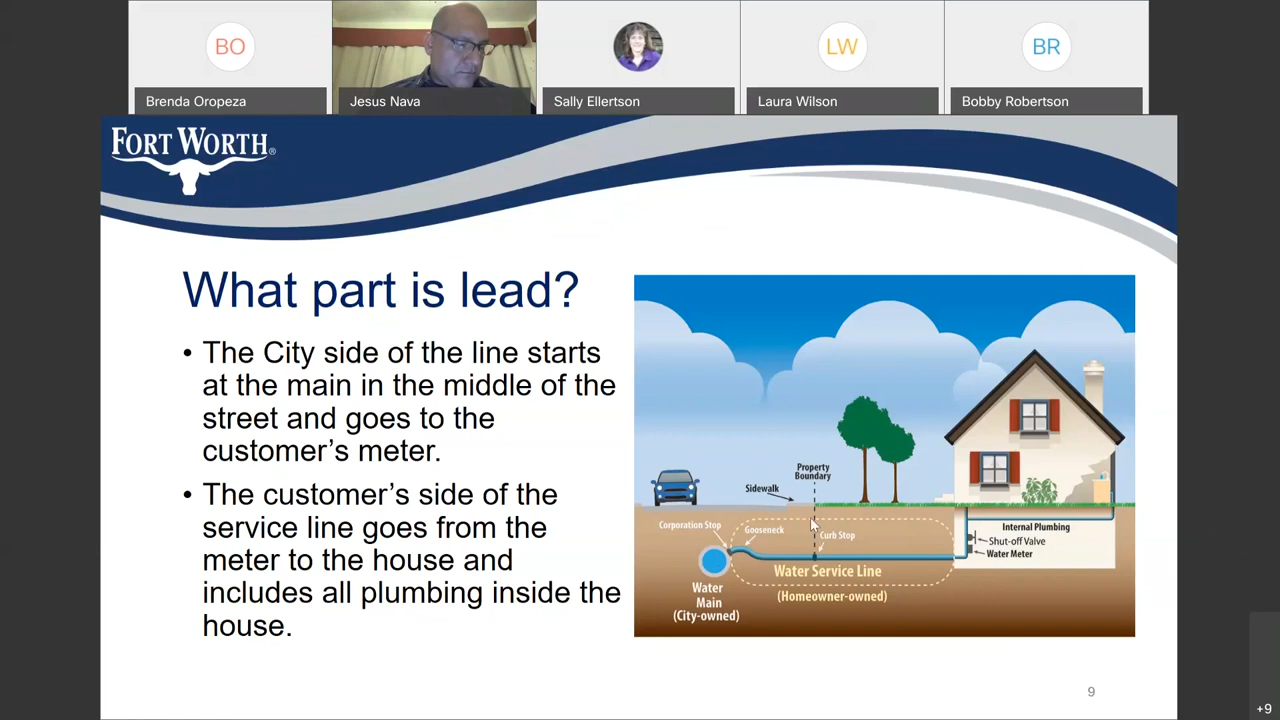 BO
LW
BR
Brenda Oropeza
Jesus Nava
Sally Ellertson
Laura Wilson
Bobby Robertson
FORT WORTH®
What part is lead?
• The City side of the line starts
at the main in the middle of the
street and goes to the
customer's meter.
• The customer's side of the
service line goes from the
meter to the house and
includes all plumbing inside the
house.
Property
Boundary
Sidewalk
Corporation Stop
Gooseneck
Curb Stop
Internal Plumbing
Shut-off Valve
Water Meter
Water Service Line
(Homeowner-owned)
Water
Main
(City-owned)
9
+9